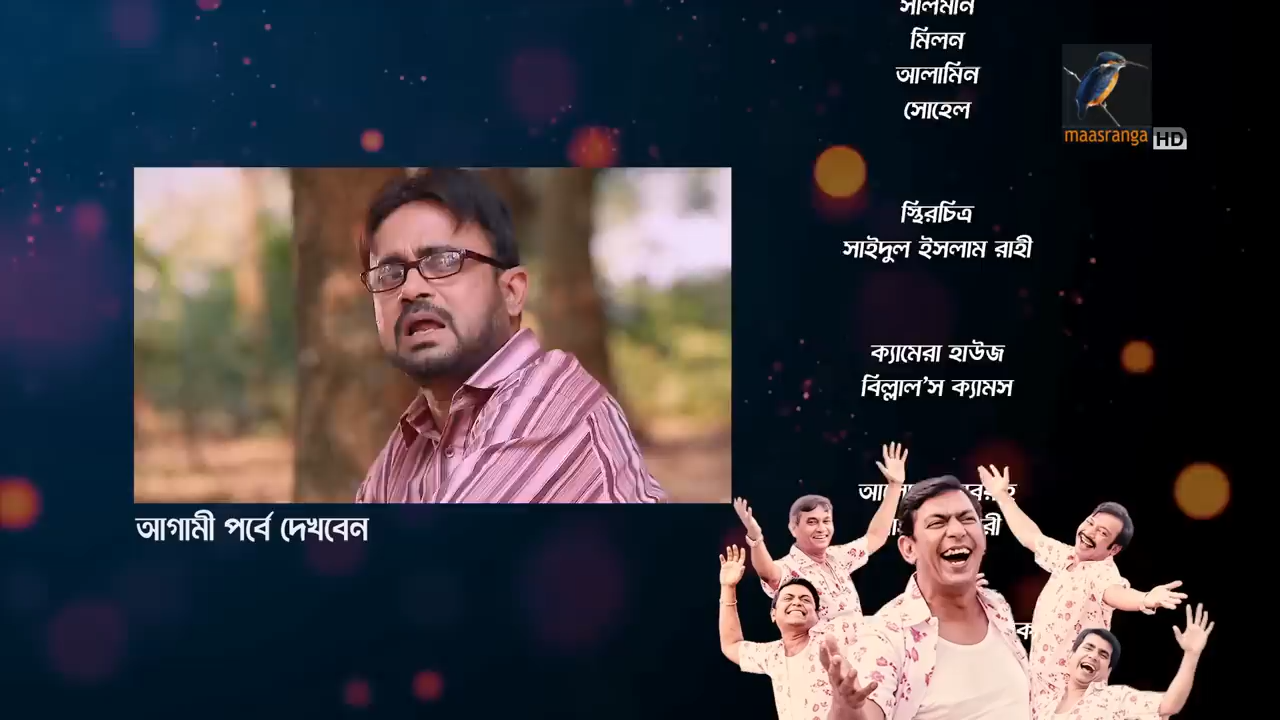 সালমান
মিলন
আলামিন
সোহেল
maasranga HD
স্থিরচিত্র
সাইদুল ইসলাম রাহী
ক্যামেরা হাউজ
বিল্লাল'স ক্যামস
আগামী পর্বে দেখবেন